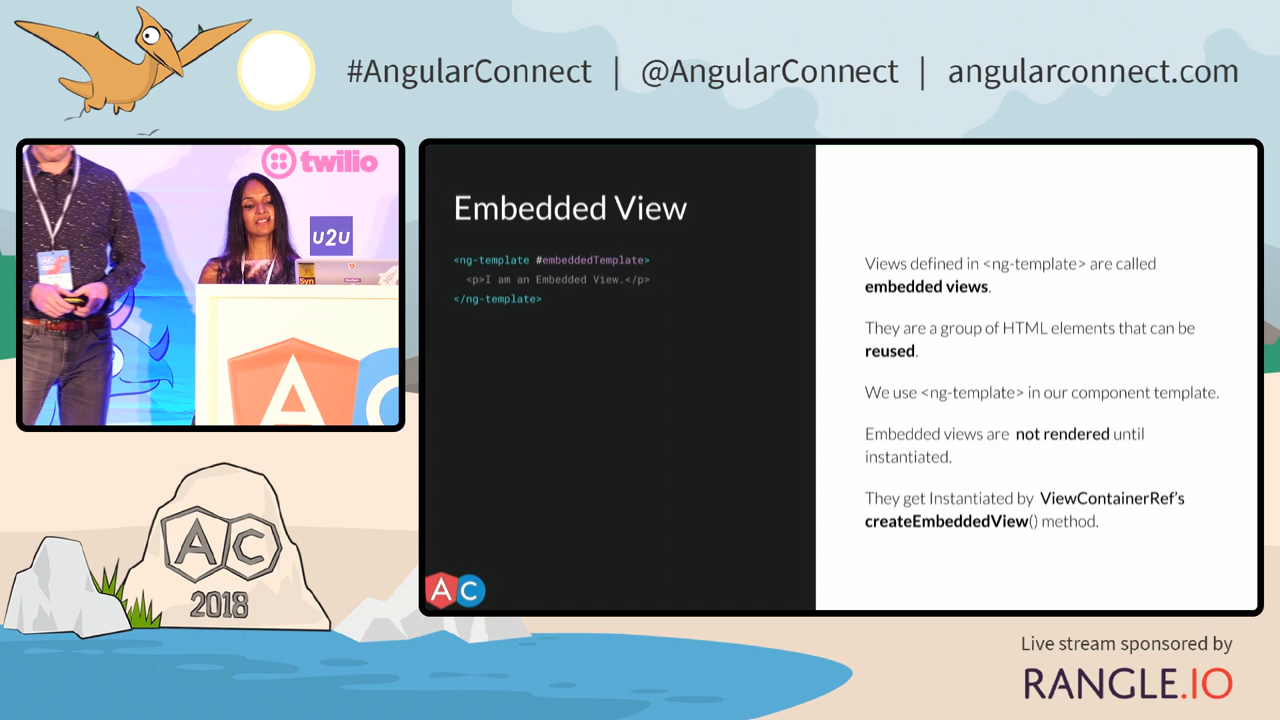 #AngularConnect | @AngularConnect | angularconnect.com
twilio
u2u
Syn
A
C
Embedded View
<ng-template #embeddedTemplate>
<p>I am an Embedded View.</p>
</ng-template>
Views defined in <ng-template> are called
embedded views.
They are a group of HTML elements that can be
reused.
We use <ng-template> in our component template.
Embedded views are not rendered until
instantiated.
They get Instantiated by ViewContainerRef's
createEmbeddedView() method.
AC
AC
2018
Live stream sponsored by
RANGLE.IO